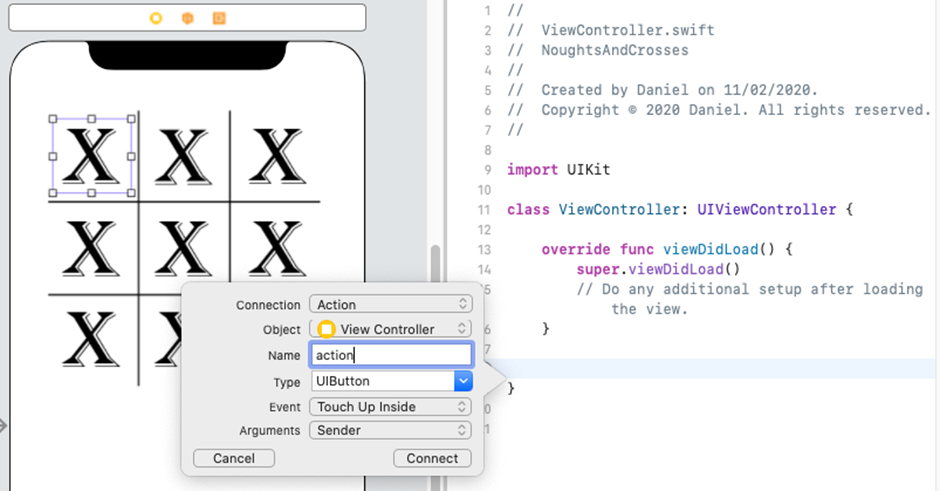 X X X
X X X
X X
Connection Action
Object View Controller
Name action
Type UIButton
Event Touch Up Inside
Arguments Sender
Cancel Connect
1 //
2 // ViewController.swift
3 // NoughtsAndCrosses
4 //
5 // Created by Daniel on 11/02/2020.
6 // Copyright © 2020 Daniel. All rights reserved.
7 //
8
9 import UIKit
10
11 class ViewController: UIViewController {
12
13 override func viewDidLoad() {
14 super.viewDidLoad()
5 // Do any additional setup after loading
the view.
6 }
7
}
0
1